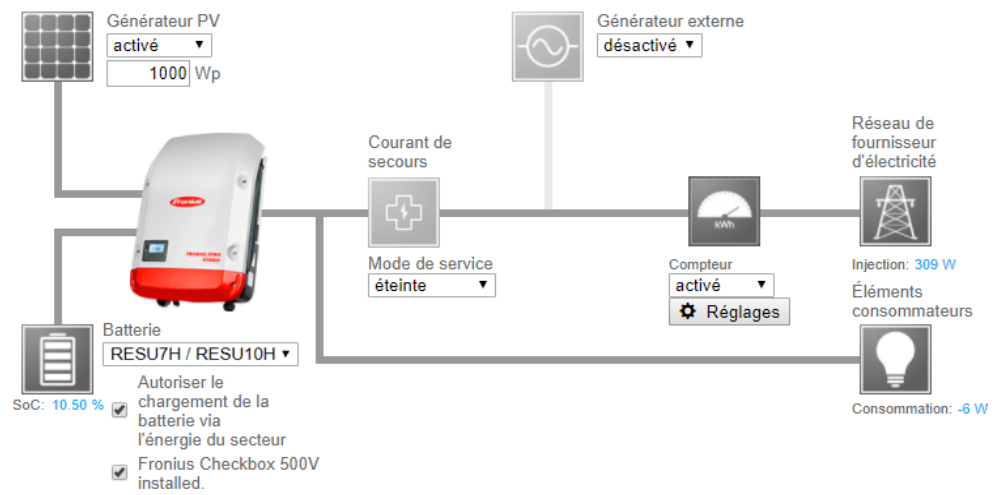 Générateur PV
activé
1000 Wp
Générateur externe
désactivé
Courant de
secours
Mode de service
éteinte
kWh
Compteur
activé
Réglages
Réseau de
fournisseur
d'électricité
Injection: 309 W
Éléments
consommateurs
Consommation: -6 W
Fronius
Batterie
RESU7H / RESU10H
SoC: 10.50 %
Autoriser le
chargement de la
batterie via
l'énergie du secteur
Fronius Checkbox 500V
installed.